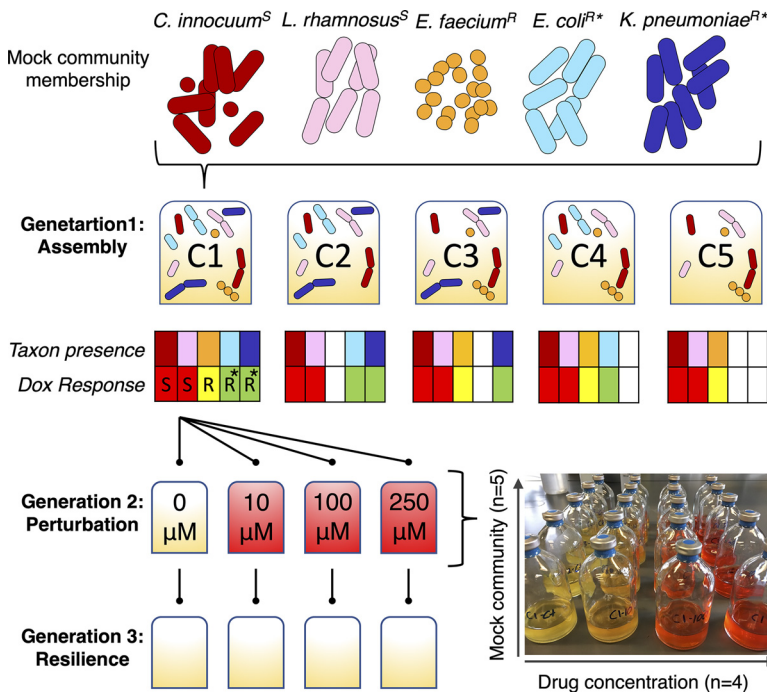 C. innocuum^S L. rhamnosus^S E. faecium^R E. coli^R* K. pneumoniae^R*
Mock community
membership
Genetartion1:
Assembly
C1 C2 C3 C4 C5
Taxon presence
Dox Response
S S R R* R*
Generation 2:
Perturbation
0
μM
10
μM
100
μM
250
μM
Mock community (n=5)
Generation 3:
Resilience
Drug concentration (n=4)